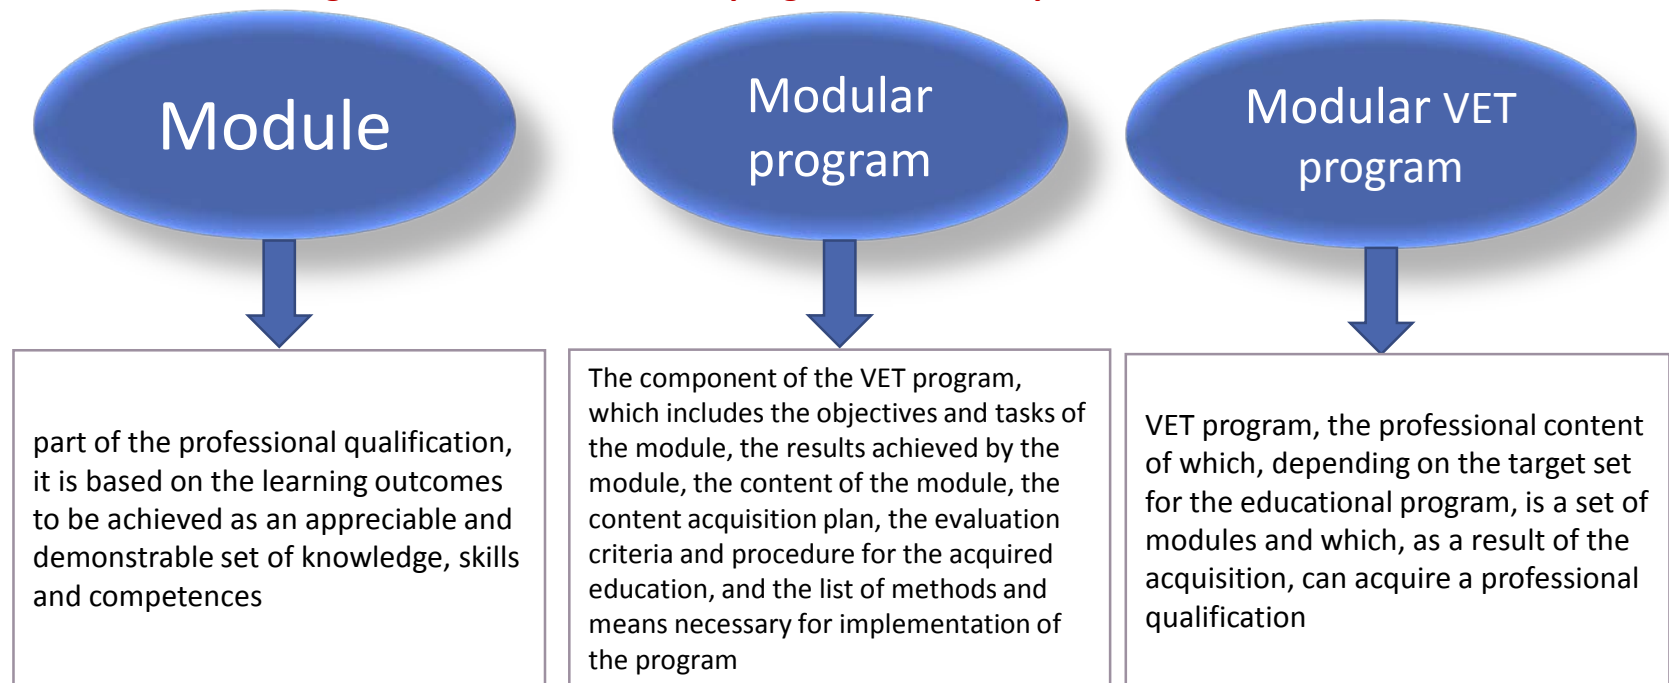 Module
part of the professional qualification,
it is based on the learning outcomes
to be achieved as an appreciable and
demonstrable set of knowledge, skills
and competences
Modular
program
The component of the VET program,
which includes the objectives and tasks of
the module, the results achieved by the
module, the content of the module, the
content acquisition plan, the evaluation
criteria and procedure for the acquired
education, and the list of methods and
means necessary for implementation of
the program
Modular VET
program
VET program, the professional content
of which, depending on the target set
for the educational program, is a set of
modules and which, as a result of the
acquisition, can acquire a professional
qualification